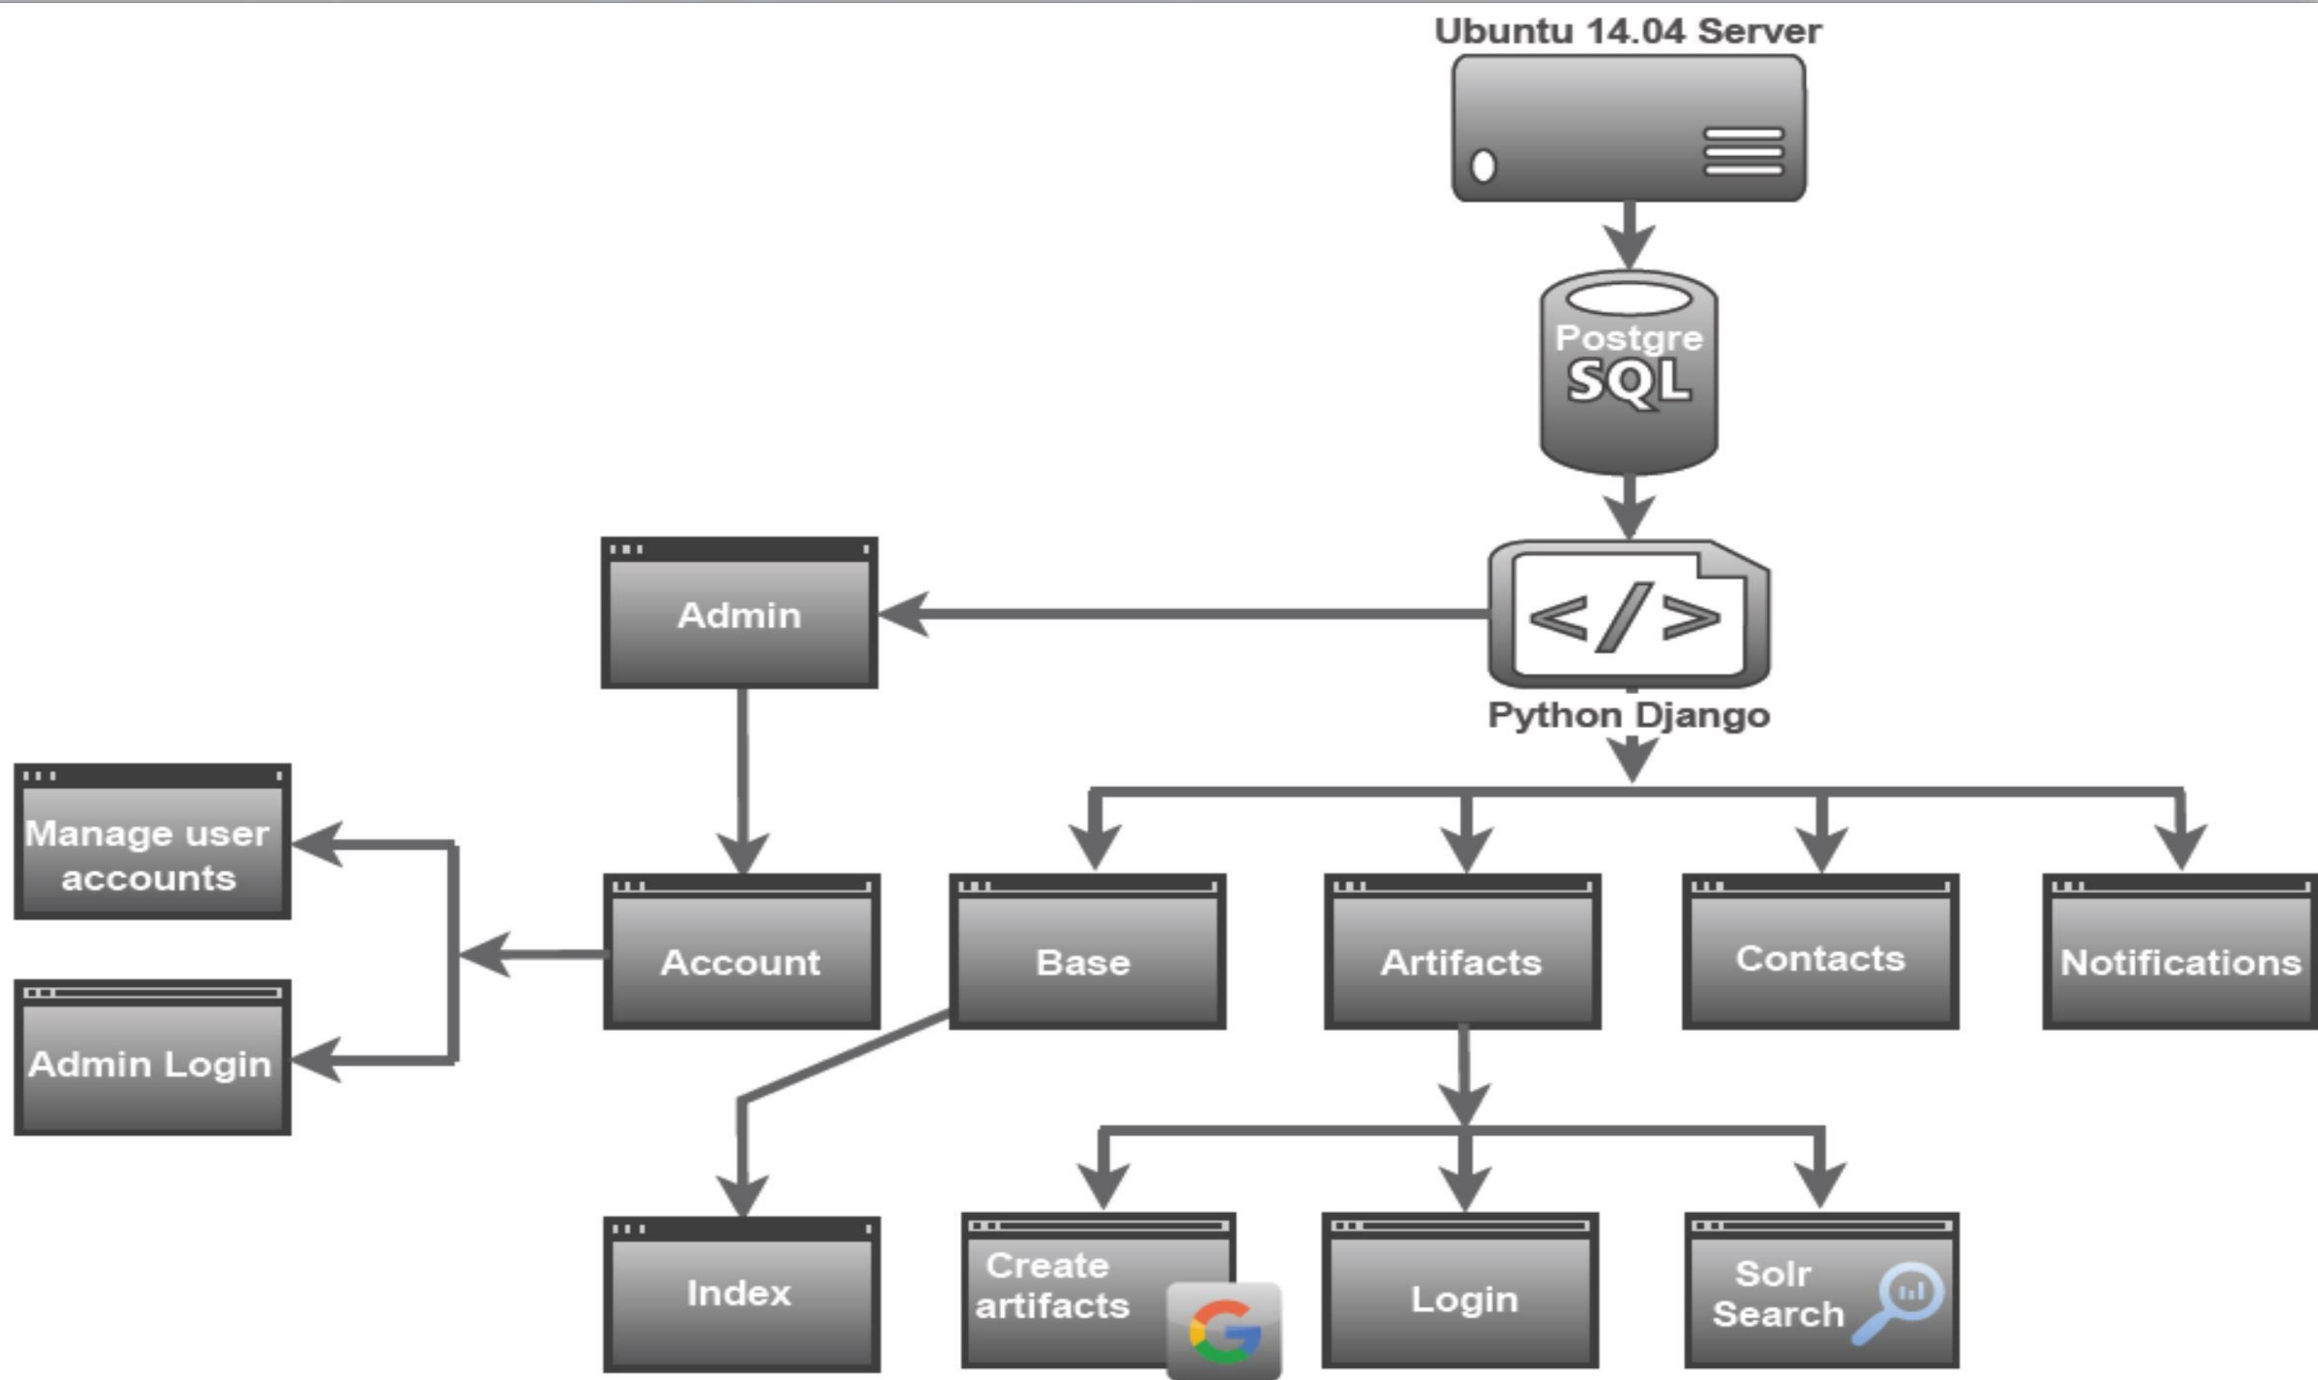 Ubuntu 14.04 Server
Postgre
SQL
</>
Python Django
Admin
Manage user
accounts
Admin Login
Account
Base
Artifacts
Contacts
Notifications
Index
Create
artifacts
G
Login
Solr
Search